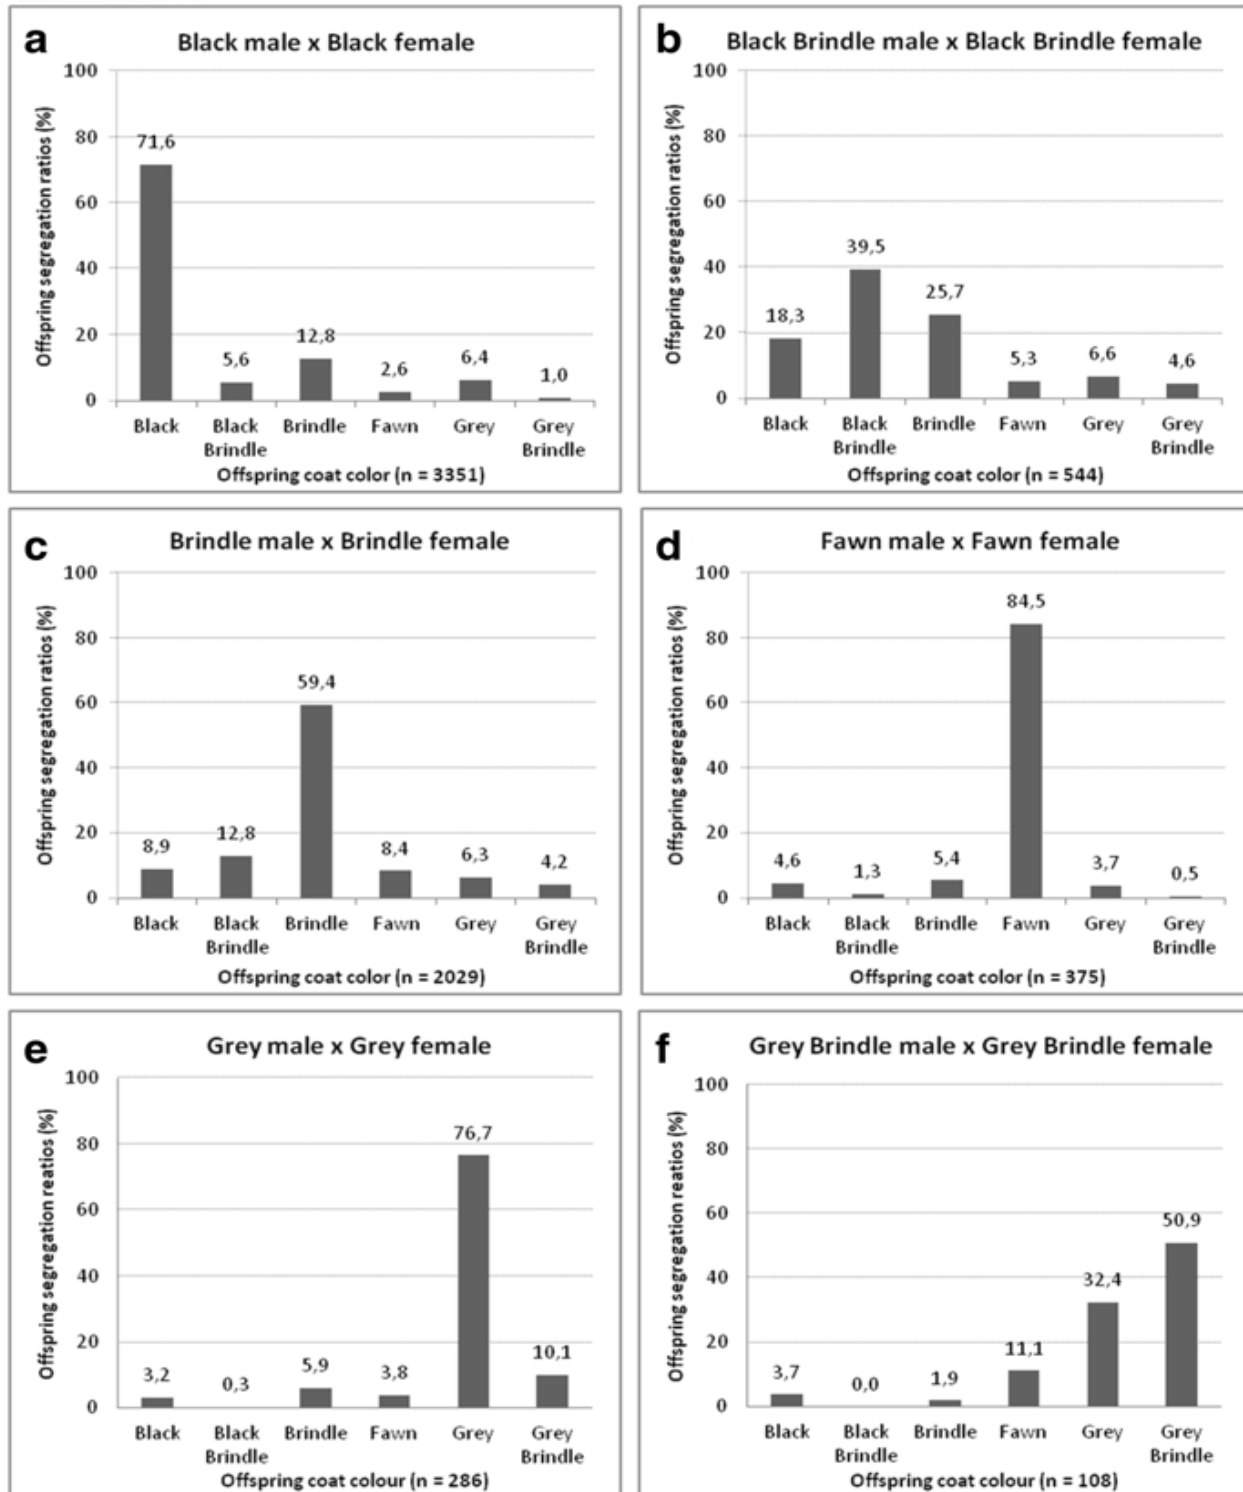 a
Black male x Black female
Offspring segregation ratios (%)
100
80
60
40
20
0
71,6
5,6
12,8
2,6
6,4
1,0
Black
Black Brindle
Brindle
Fawn
Grey
Grey Brindle
Offspring coat color (n = 3351)
b
Black Brindle male x Black Brindle female
Offspring segregation ratios (%)
100
80
60
40
20
0
18,3
39,5
25,7
5,3
6,6
4,6
Black
Black Brindle
Brindle
Fawn
Grey
Grey Brindle
Offspring coat color (n = 544)
c
Brindle male x Brindle female
Offspring segregation ratios (%)
100
80
60
40
20
0
8,9
12,8
59,4
8,4
6,3
4,2
Black
Black Brindle
Brindle
Fawn
Grey
Grey Brindle
Offspring coat color (n = 2029)
d
Fawn male x Fawn female
Offspring segregation ratios (%)
100
80
60
40
20
0
4,6
1,3
5,4
84,5
3,7
0,5
Black
Black Brindle
Brindle
Fawn
Grey
Grey Brindle
Offspring coat color (n = 375)
e
Grey male x Grey female
Offspring segregation reatios (%)
100
80
60
40
20
0
3,2
0,3
5,9
3,8
76,7
10,1
Black
Black Brindle
Brindle
Fawn
Grey
Grey Brindle
Offspring coat colour (n = 286)
f
Grey Brindle male x Grey Brindle female
Offspring segregation reatios (%)
100
80
60
40
20
0
3,7
0,0
1,9
11,1
32,4
50,9
Black
Black Brindle
Brindle
Fawn
Grey
Grey Brindle
Offspring coat colour (n = 108)